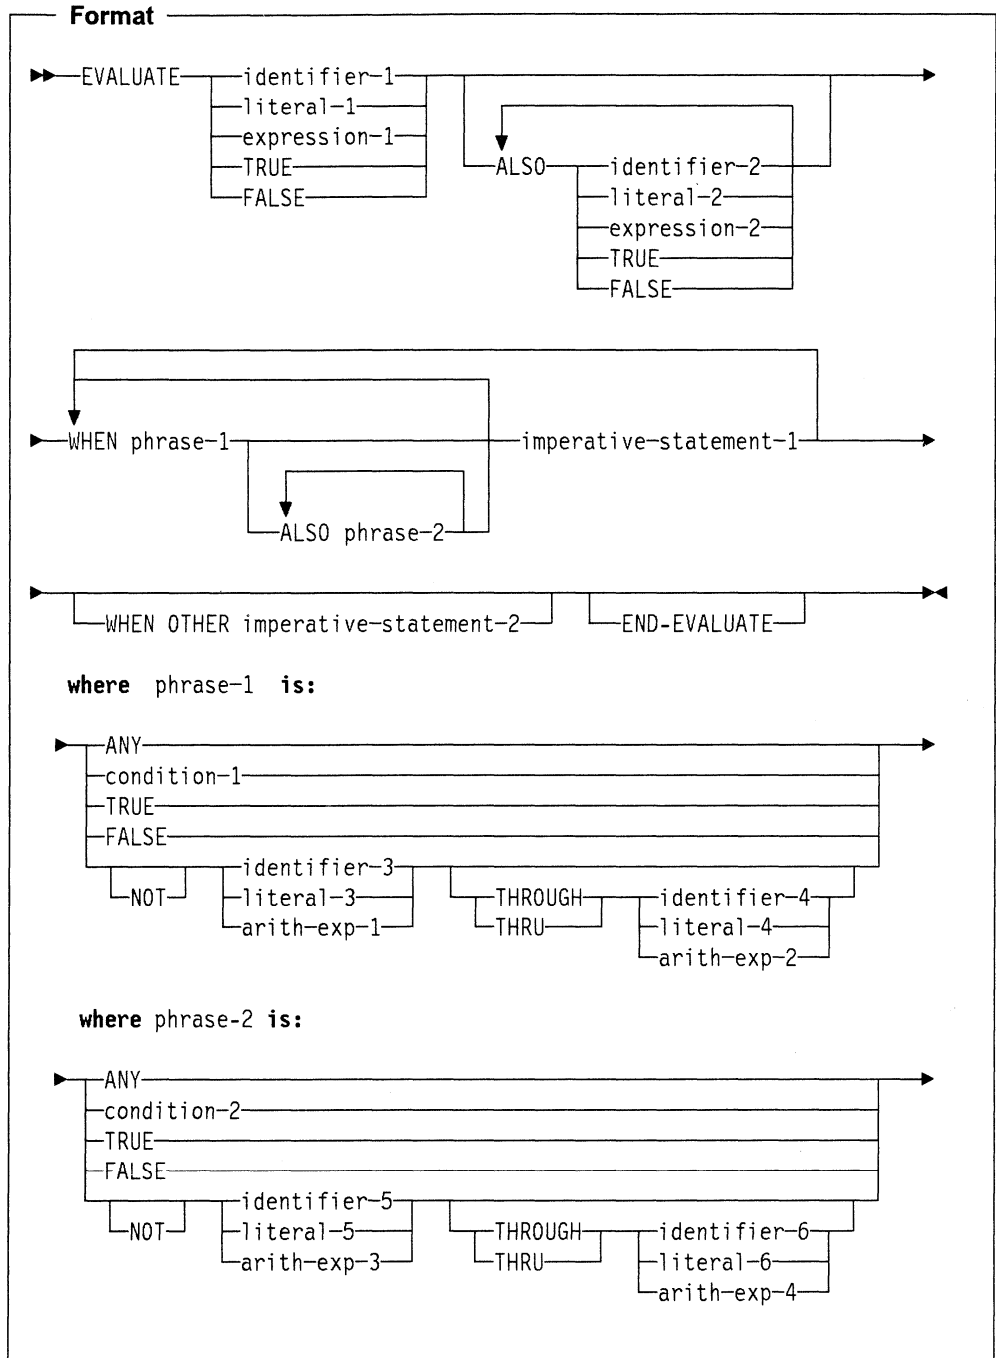 Format
EVALUATE identifier-1
literal-1
expression-1
TRUE
FALSE
ALSO identifier-2
literal-2
expression-2
TRUE
FALSE
WHEN phrase-1 imperative-statement-1
ALSO phrase-2
WHEN OTHER imperative-statement-2 END-EVALUATE
where phrase-1 is:
ANY
condition-1
TRUE
FALSE
NOT identifier-3 THROUGH identifier-4
literal-3 THRU literal-4
arith-exp-1 arith-exp-2
where phrase-2 is:
ANY
condition-2
TRUE
FALSE
NOT identifier-5 THROUGH identifier-6
literal-5 THRU literal-6
arith-exp-3 arith-exp-4